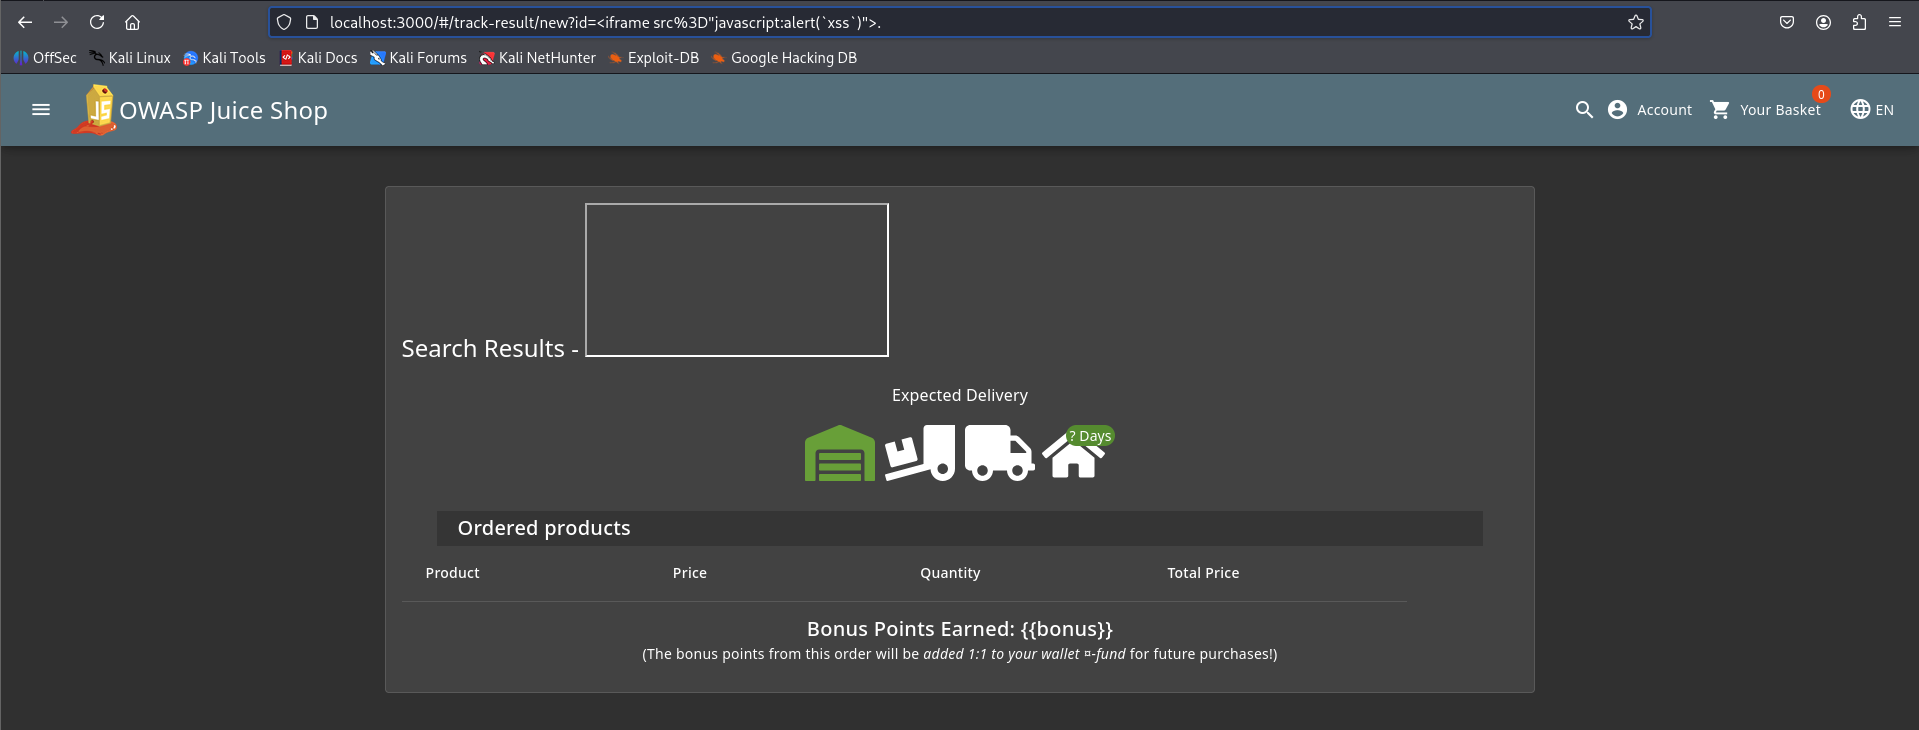 localhost:3000/#/track-result/new?id=<iframe src%3D"javascript:alert(`xss`)">.
OffSec Kali Linux Kali Tools Kali Docs Kali Forums Kali NetHunter Exploit-DB Google Hacking DB
JS OWASP Juice Shop Account Your Basket 0 EN
Search Results -
Expected Delivery
? Days
Ordered products
Product Price Quantity Total Price
Bonus Points Earned: {{bonus}}
(The bonus points from this order will be added 1:1 to your wallet ¤-fund for future purchases!)